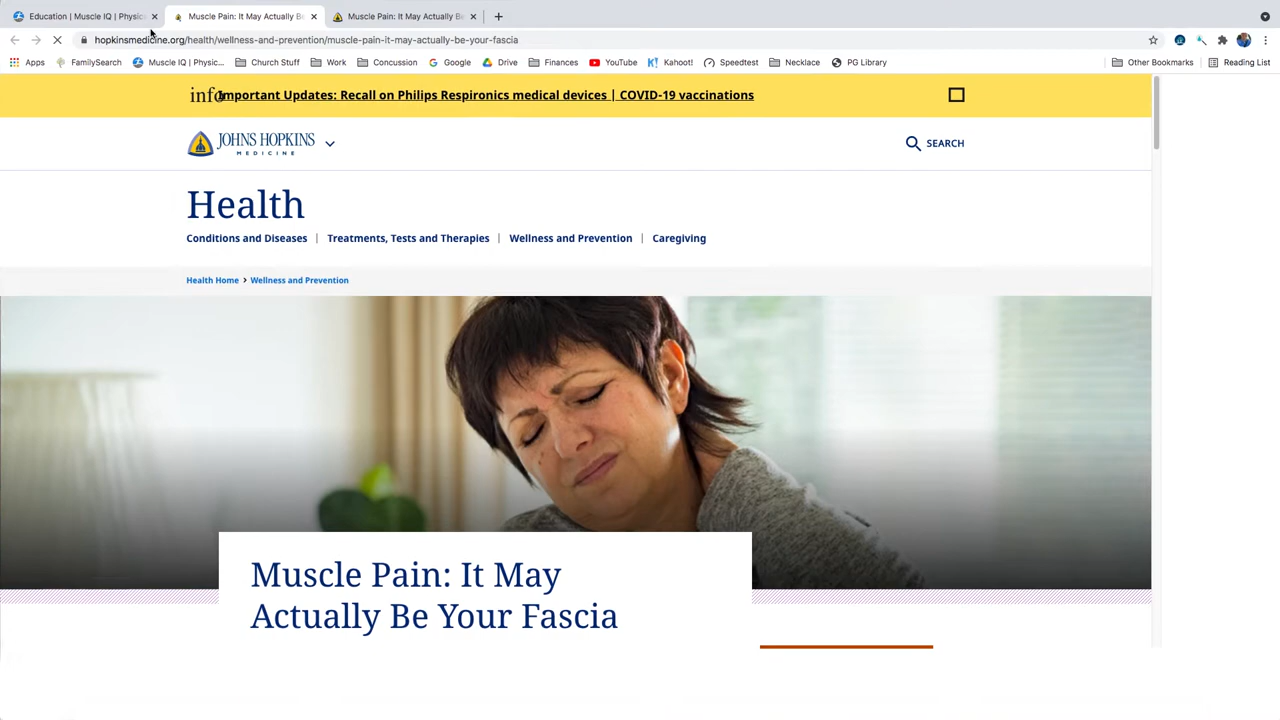 Education | Muscle IQ | Physic
Muscle Pain: It May Actually Be
Muscle Pain: It May Actually Be
hopkinsmedicine.org/health/wellness-and-prevention/muscle-pain-it-may-actually-be-your-fascia
Apps FamilySearch Muscle IQ | Physic... Church Stuff Work Concussion Google Drive Finances YouTube Kahoot! Speedtest Necklace PG Library Other Bookmarks Reading List
info Important Updates: Recall on Philips Respironics medical devices | COVID-19 vaccinations
JOHNS HOPKINS
MEDICINE
SEARCH
Health
Conditions and Diseases | Treatments, Tests and Therapies | Wellness and Prevention | Caregiving
Health Home > Wellness and Prevention
Muscle Pain: It May
Actually Be Your Fascia